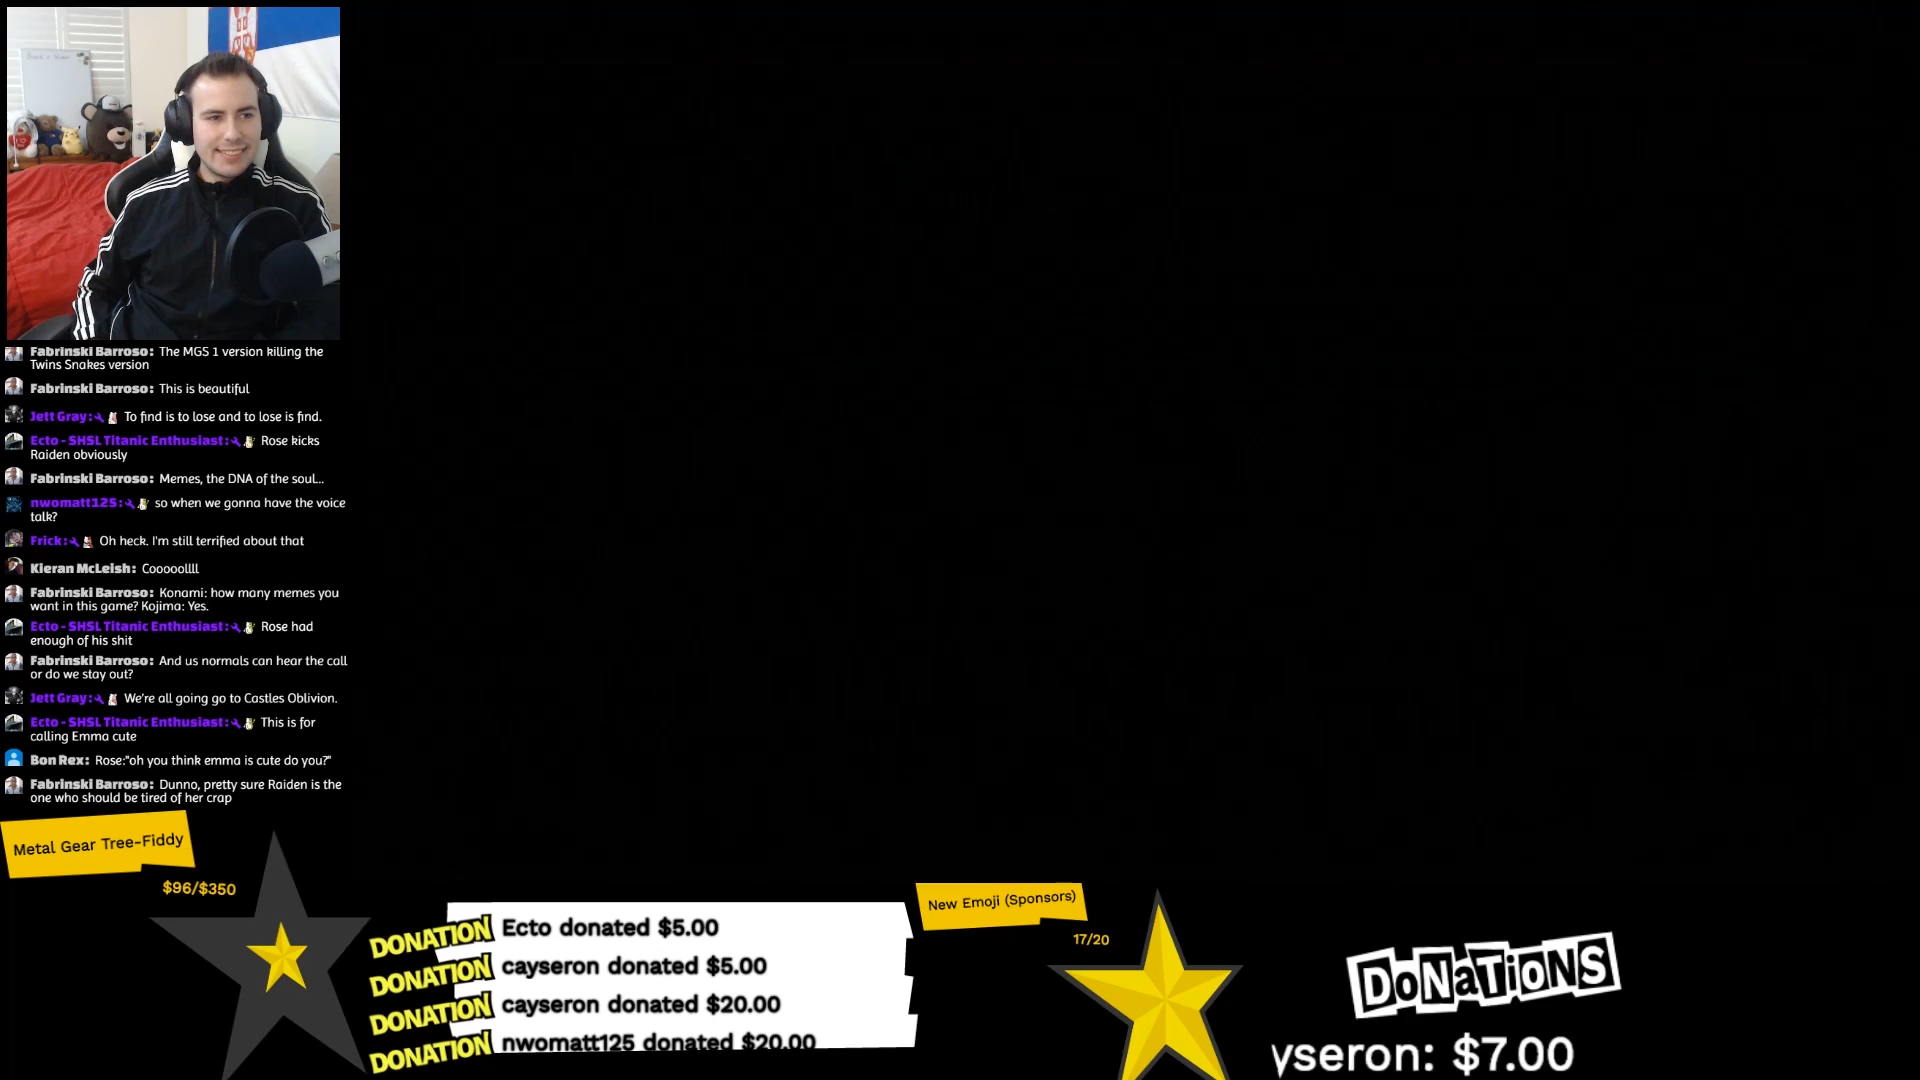 Fabrinski Barroso: The MGS 1 version killing the
Twins Snakes version
Fabrinski Barroso: This is beautiful
Jett Gray: To find is to lose and to lose is find.
Ecto - SHSL Titanic Enthusiast: Rose kicks
Raiden obviously
Fabrinski Barroso: Memes, the DNA of the soul...
nwomatt125: so when we gonna have the voice
talk?
Frick: Oh heck. I'm still terrified about that
Kieran McLeish: Cooooollll
Fabrinski Barroso: Konami: how many memes you
want in this game? Kojima: Yes.
Ecto - SHSL Titanic Enthusiast: Rose had
enough of his shit
Fabrinski Barroso: And us normals can hear the call
or do we stay out?
Jett Gray: We're all going go to Castles Oblivion.
Ecto - SHSL Titanic Enthusiast: This is for
calling Emma cute
Bon Rex: Rose:"oh you think emma is cute do you?"
Fabrinski Barroso: Dunno, pretty sure Raiden is the
one who should be tired of her crap
Metal Gear Tree-Fiddy
$96/$350
DONATION Ecto donated $5.00
DONATION cayseron donated $5.00
DONATION cayseron donated $20.00
DONATION nwomatt125 donated $20.00
New Emoji (Sponsors)
17/20
DoNaTioNS
yseron: $7.00